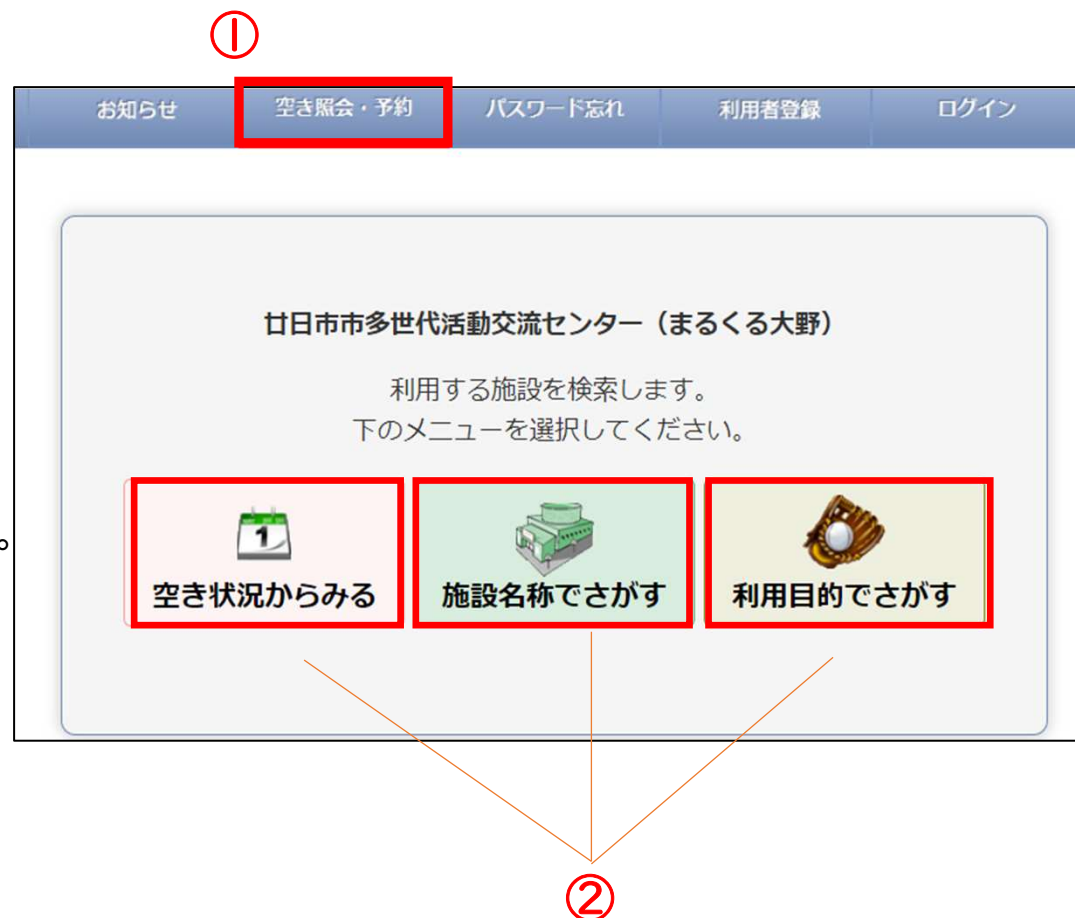 ①
お知らせ 空き照会・予約 パスワード忘れ 利用者登録 ログイン
廿日市市多世代活動交流センター（まるくる大野）
利用する施設を検索します。
下のメニューを選択してください。
。
1
空き状況からみる 施設名称でさがす 利用目的でさがす
②